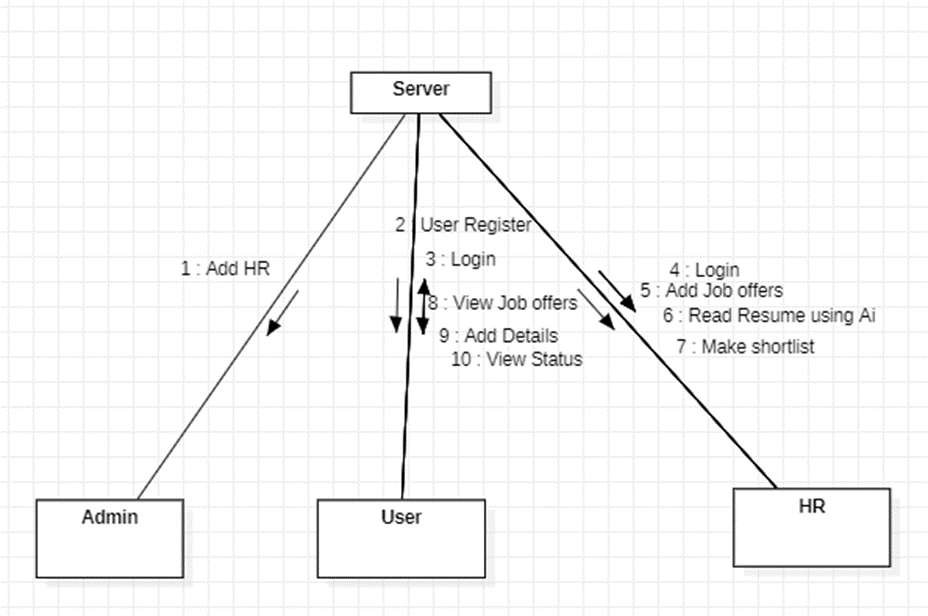 Server
2 : User Register
3 : Login
1 : Add HR
4 : Login
5 : Add Job offers
8 : View Job offers
6 : Read Resume using Ai
9 : Add Details
7 : Make shortlist
10 : View Status
Admin
User
HR